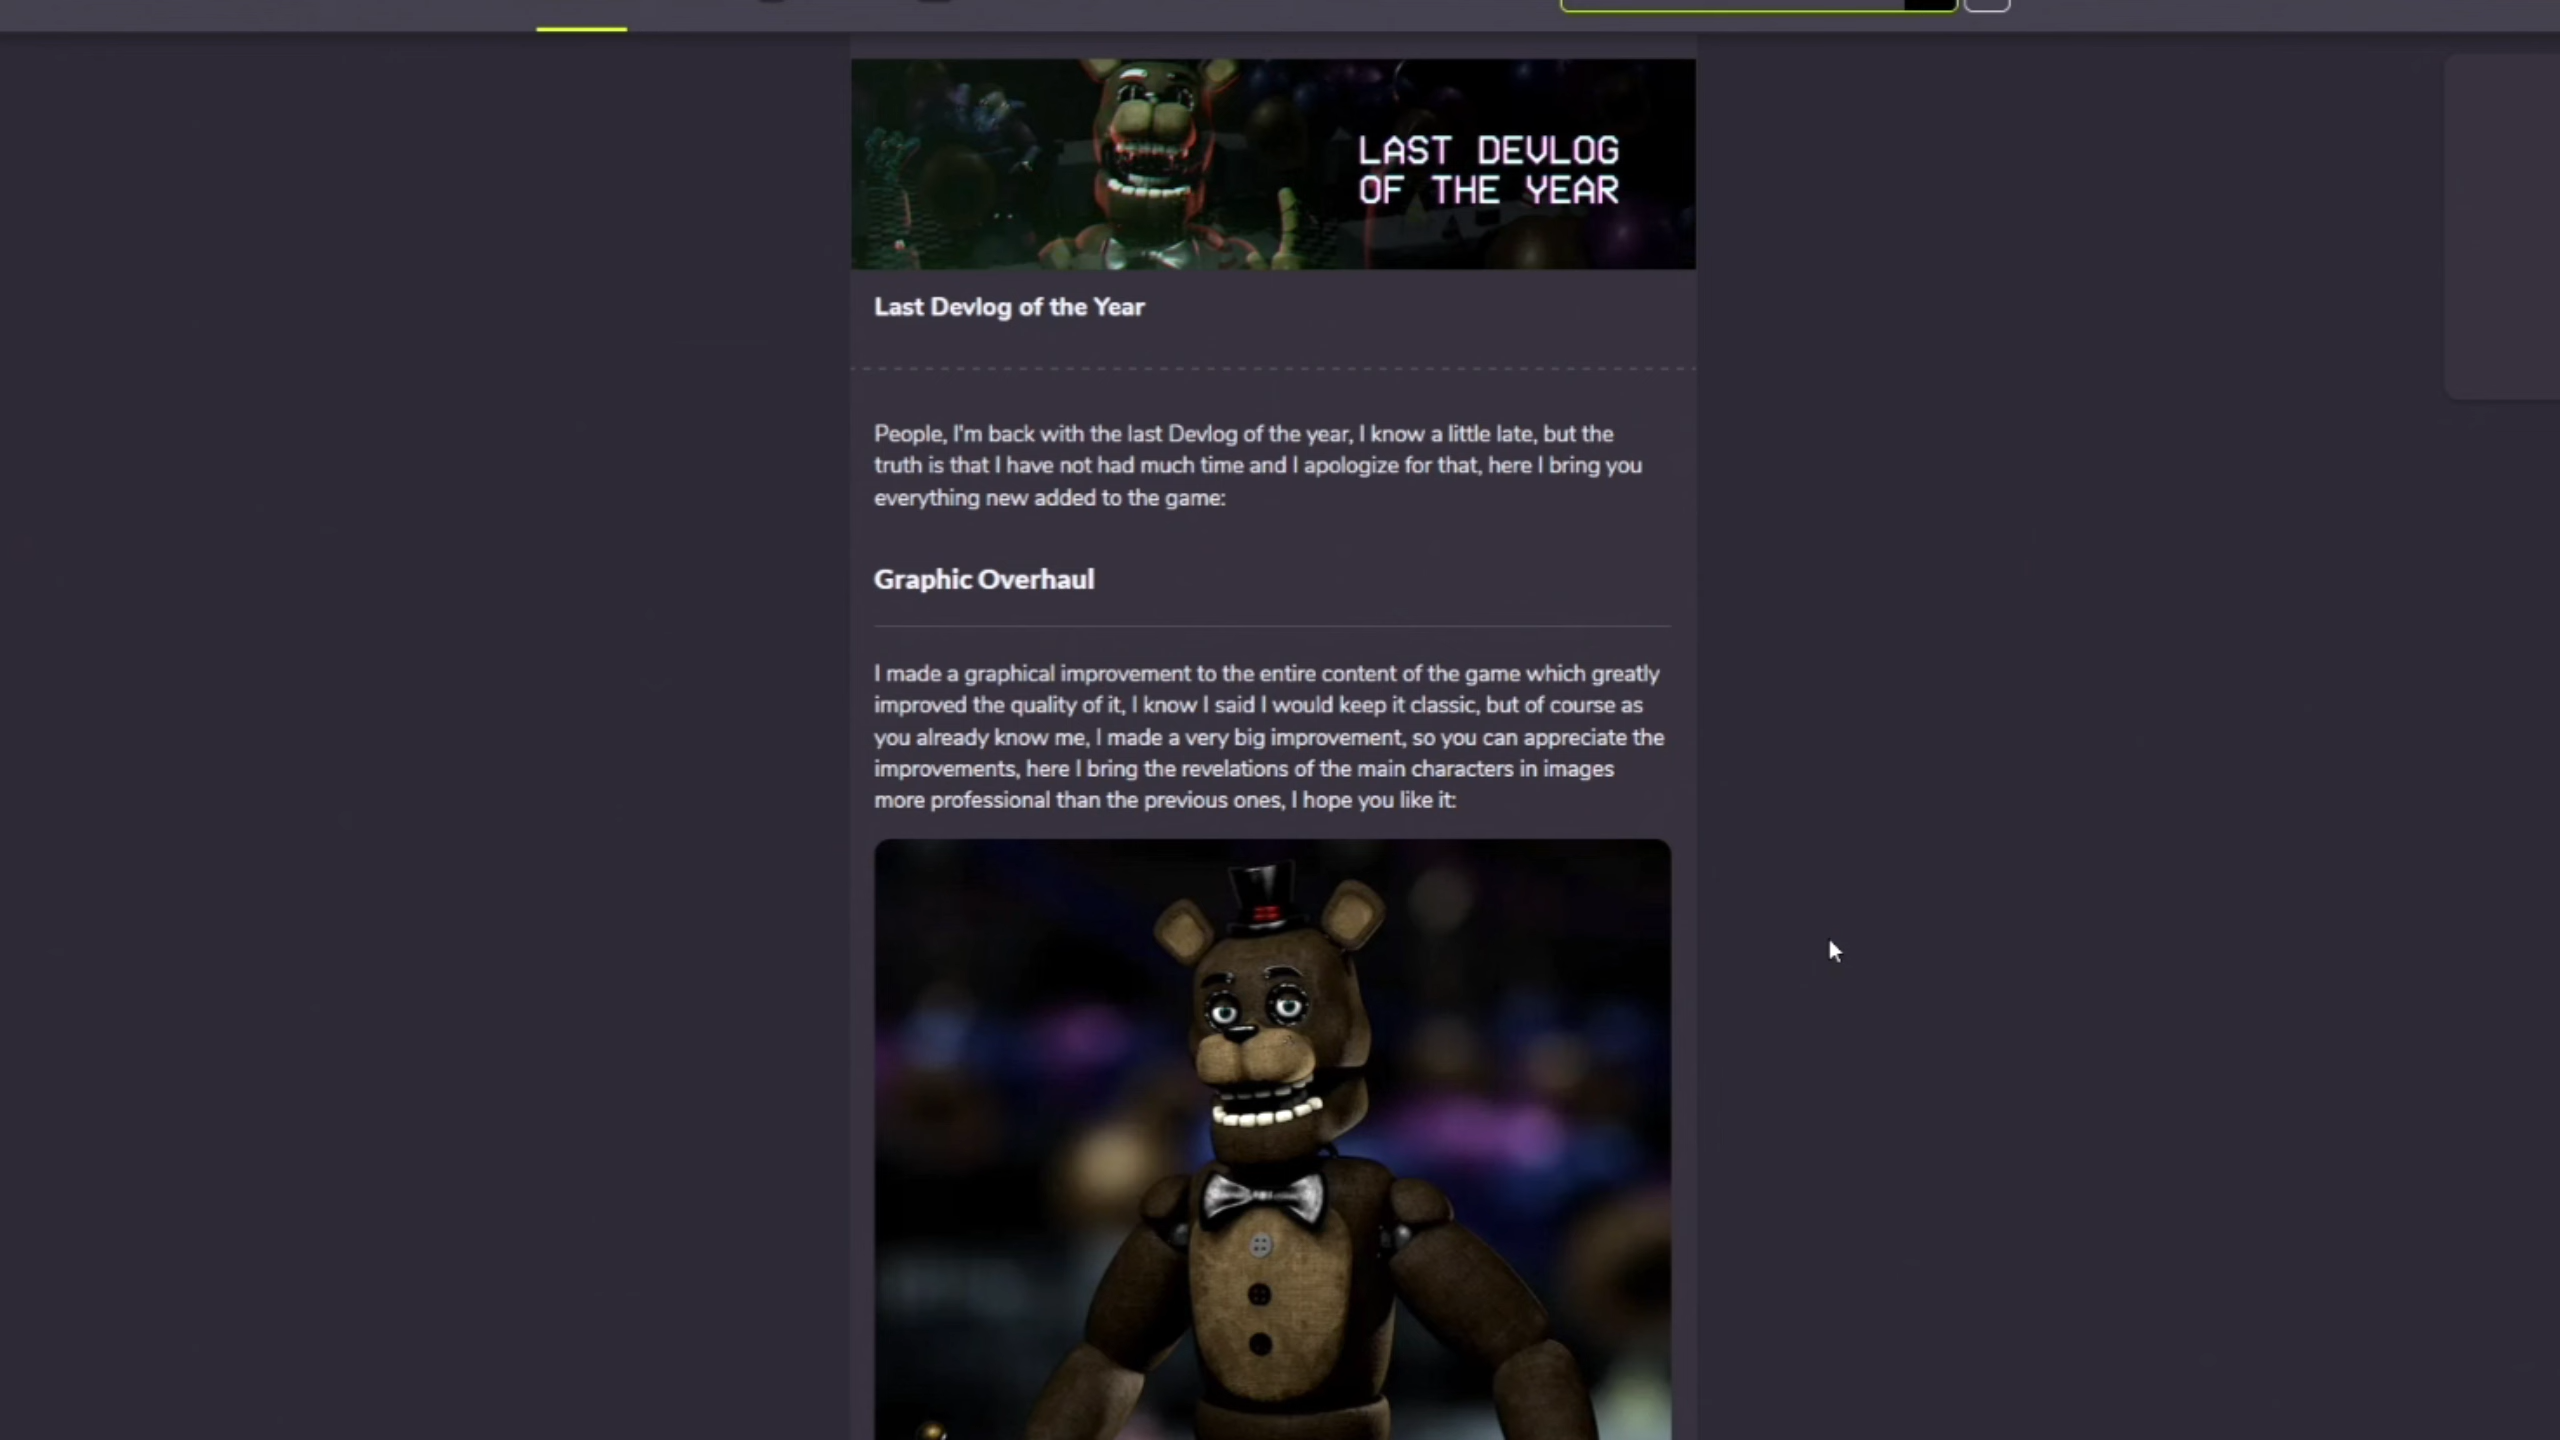 LAST DEVLOG
OF THE YEAR
Last Devlog of the Year
People, I'm back with the last Devlog of the year, I know a little late, but the
truth is that I have not had much time and I apologize for that, here I bring you
everything new added to the game:
Graphic Overhaul
I made a graphical improvement to the entire content of the game which greatly
improved the quality of it, I know I said I would keep it classic, but of course as
you already know me, I made a very big improvement, so you can appreciate the
improvements, here I bring the revelations of the main characters in images
more professional than the previous ones, I hope you like it: